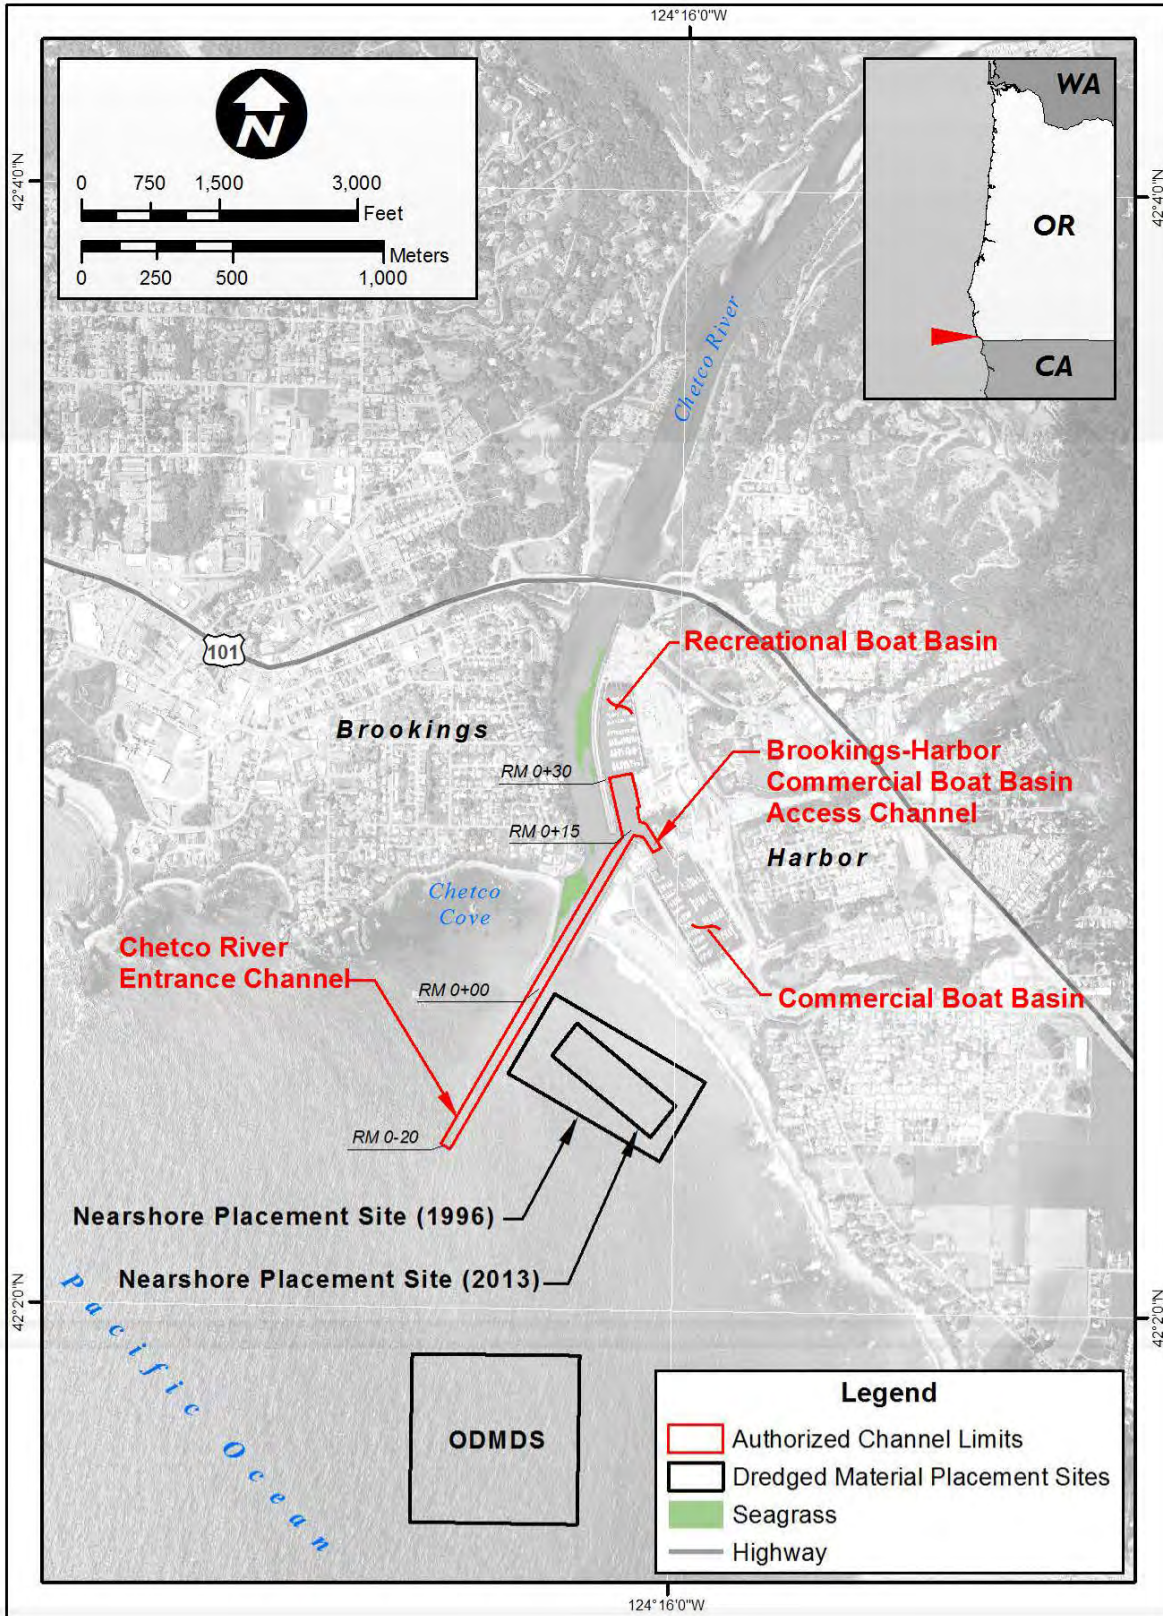 124°16'0"W
42°4'0"N
42°4'0"N
N
0 750 1,500 3,000
Feet
Meters
0 250 500 1,000
WA
OR
CA
Chetco River
101
Recreational Boat Basin
Brookings
RM 0+30
Brookings-Harbor
Commercial Boat Basin
Access Channel
RM 0+15
Harbor
Chetco
Cove
Chetco River
Entrance Channel
RM 0+00
Commercial Boat Basin
RM 0-20
Nearshore Placement Site (1996)
Nearshore Placement Site (2013)
42°2'0"N
42°2'0"N
Pacific Ocean
ODMDS
Legend
Authorized Channel Limits
Dredged Material Placement Sites
Seagrass
Highway
124°16'0"W